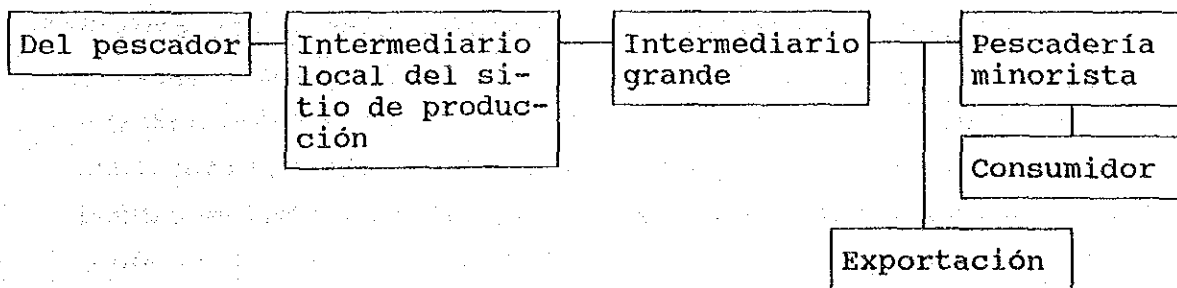 Del pescador
Intermediario
local del si-
tio de produc-
ción
Intermediario
grande
Pescadería
minorista
Consumidor
Exportación